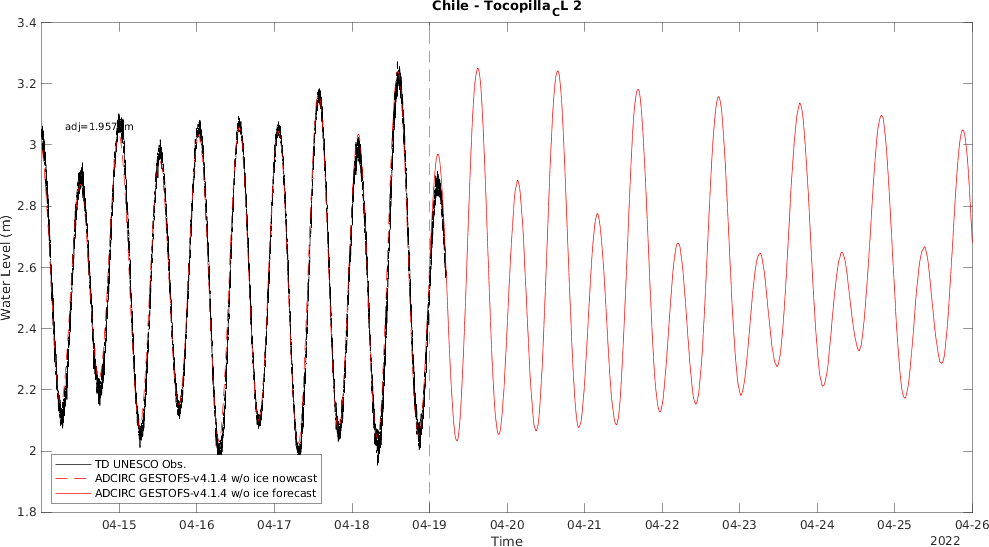 Chile - Tocopilla_CL 2
3.4
3.2
3
2.8
2.6
2.4
2.2
2
1.8
Water Level (m)
adj=1.957 m
TD UNESCO Obs.
ADCIRC GESTOFS-v4.1.4 w/o ice nowcast
ADCIRC GESTOFS-v4.1.4 w/o ice forecast
04-15 04-16 04-17 04-18 04-19 04-20 04-21 04-22 04-23 04-24 04-25 04-26
Time
2022